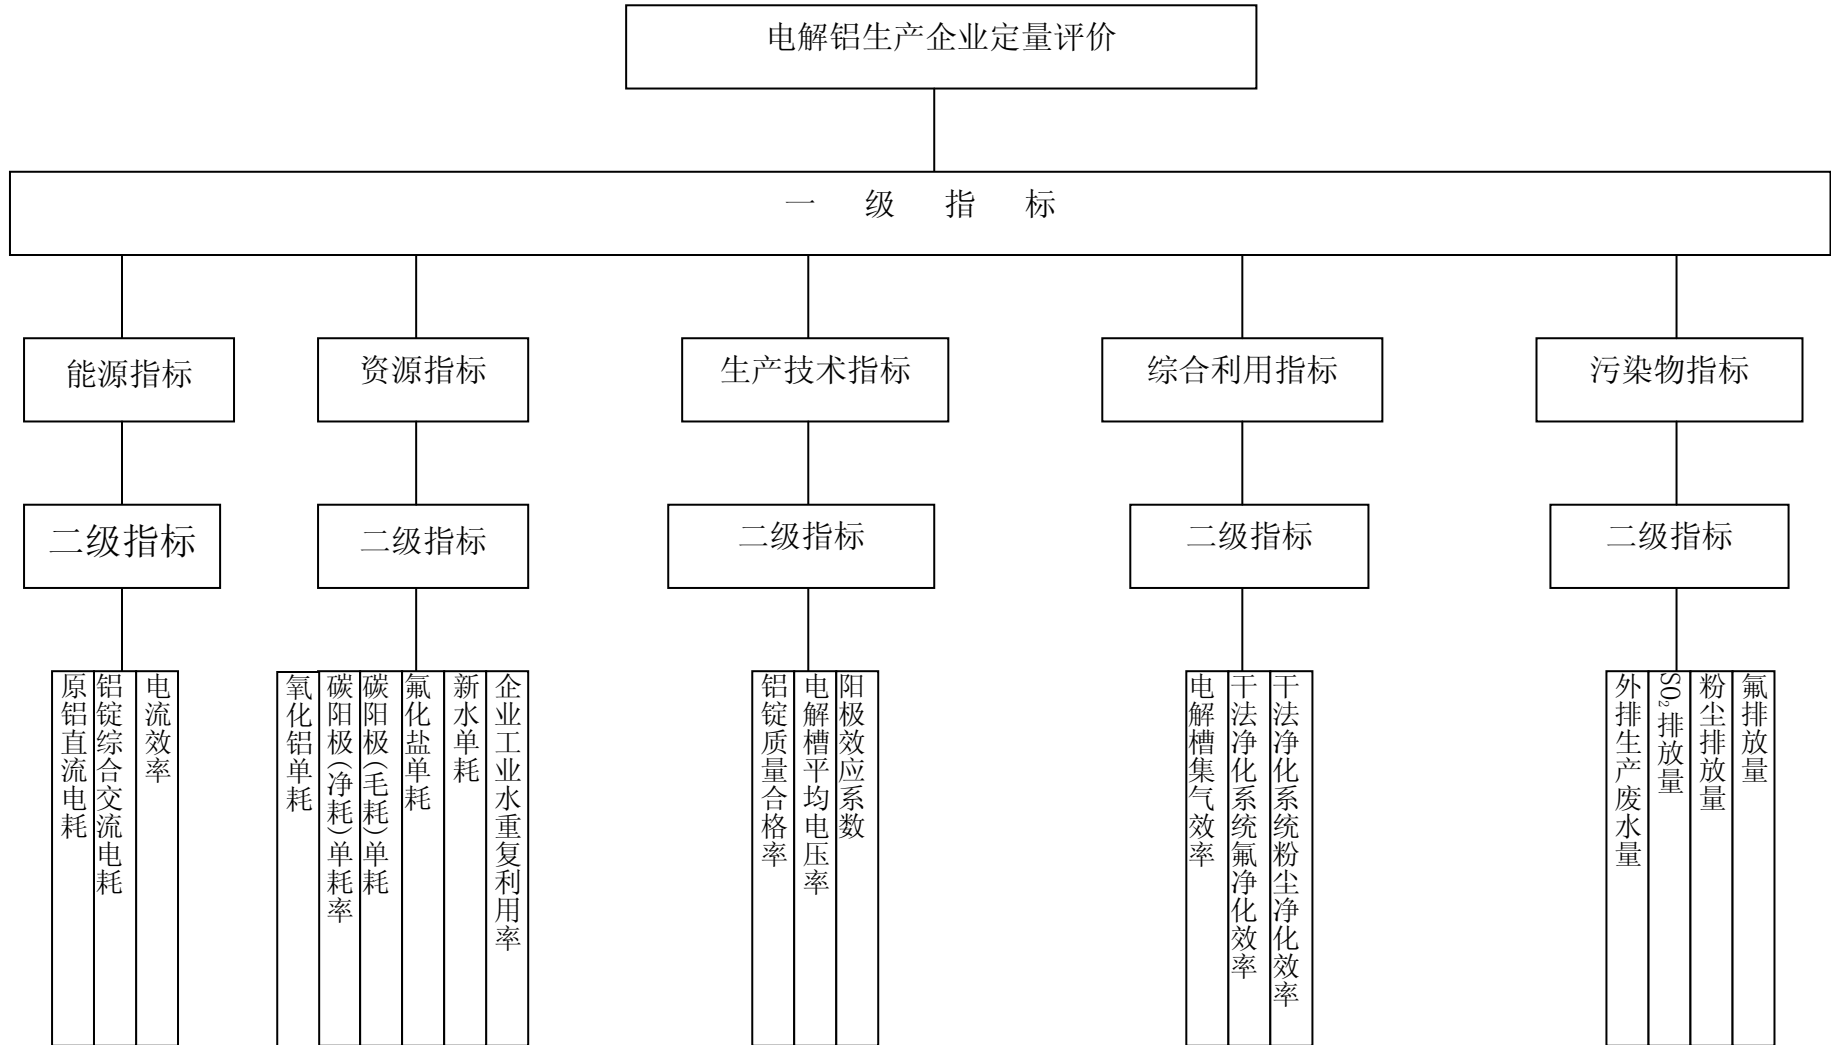 电解铝生产企业定量评价
一级指标
能源指标
资源指标
生产技术指标
综合利用指标
污染物指标
二级指标
二级指标
二级指标
二级指标
二级指标
原铝直流电耗
铝锭综合交流电耗
电流效率
氧化铝单耗
碳阳极（净耗）单耗率
碳阳极（毛耗）单耗
氟化盐单耗
新水单耗
企业工业水重复利用率
铝锭质量合格率
电解槽平均电压率
阳极效应系数
电解槽集气效率
干法净化系统氟净化效率
干法净化系统粉尘净化效率
外排生产废水量
SO₂排放量
粉尘排放量
氟排放量